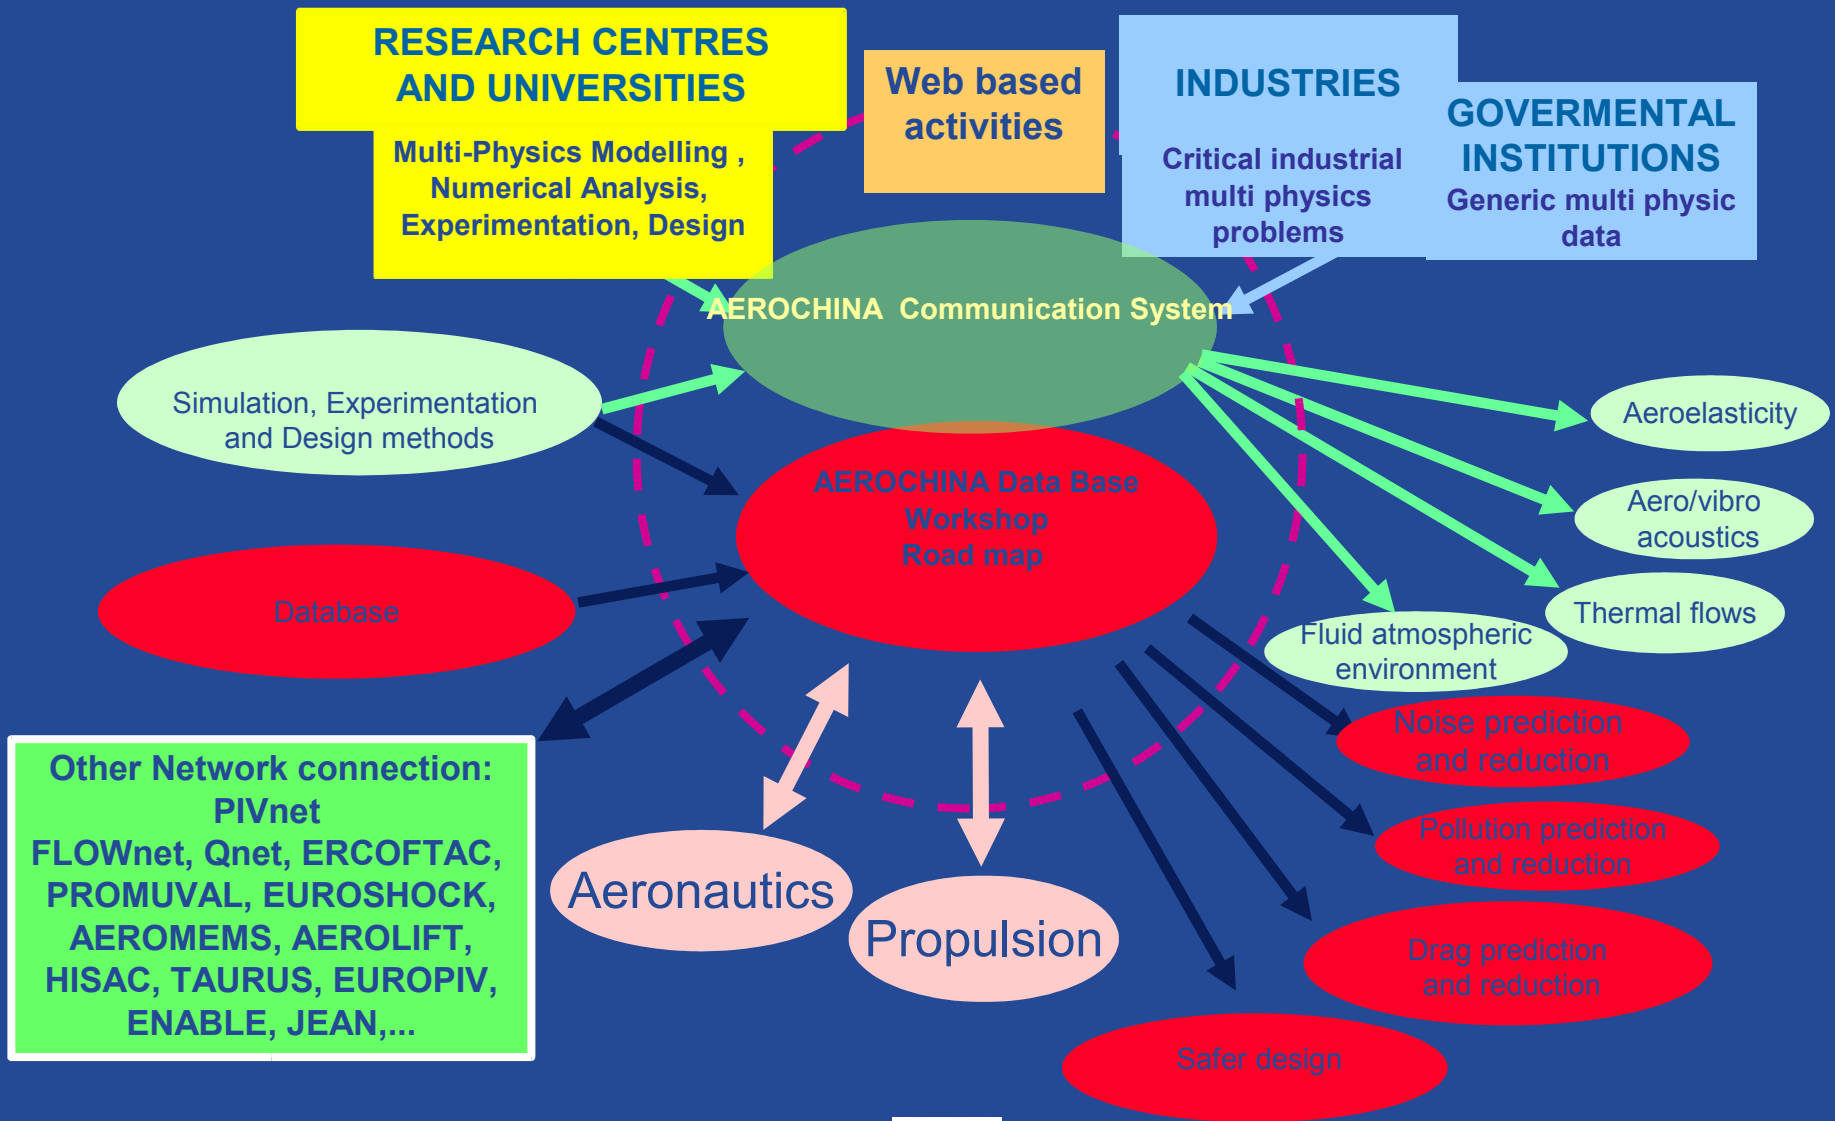 RESEARCH CENTRES
AND UNIVERSITIES
Multi-Physics Modelling ,
Numerical Analysis,
Experimentation, Design
Web based
activities
INDUSTRIES
Critical industrial
multi physics
problems
GOVERMENTAL
INSTITUTIONS
Generic multi physic
data
AEROCHINA Communication System
Simulation, Experimentation
and Design methods
AEROCHINA Data Base
Workshop
Road map
Database
Aeroelasticity
Aero/vibro
acoustics
Thermal flows
Fluid atmospheric
environment
Noise prediction
and reduction
Pollution prediction
and reduction
Drag prediction
and reduction
Safer design
Other Network connection:
PIVnet
FLOWnet, Qnet, ERCOFTAC,
PROMUVAL, EUROSHOCK,
AEROMEMS, AEROLIFT,
HISAC, TAURUS, EUROPIV,
ENABLE, JEAN,...
Aeronautics
Propulsion